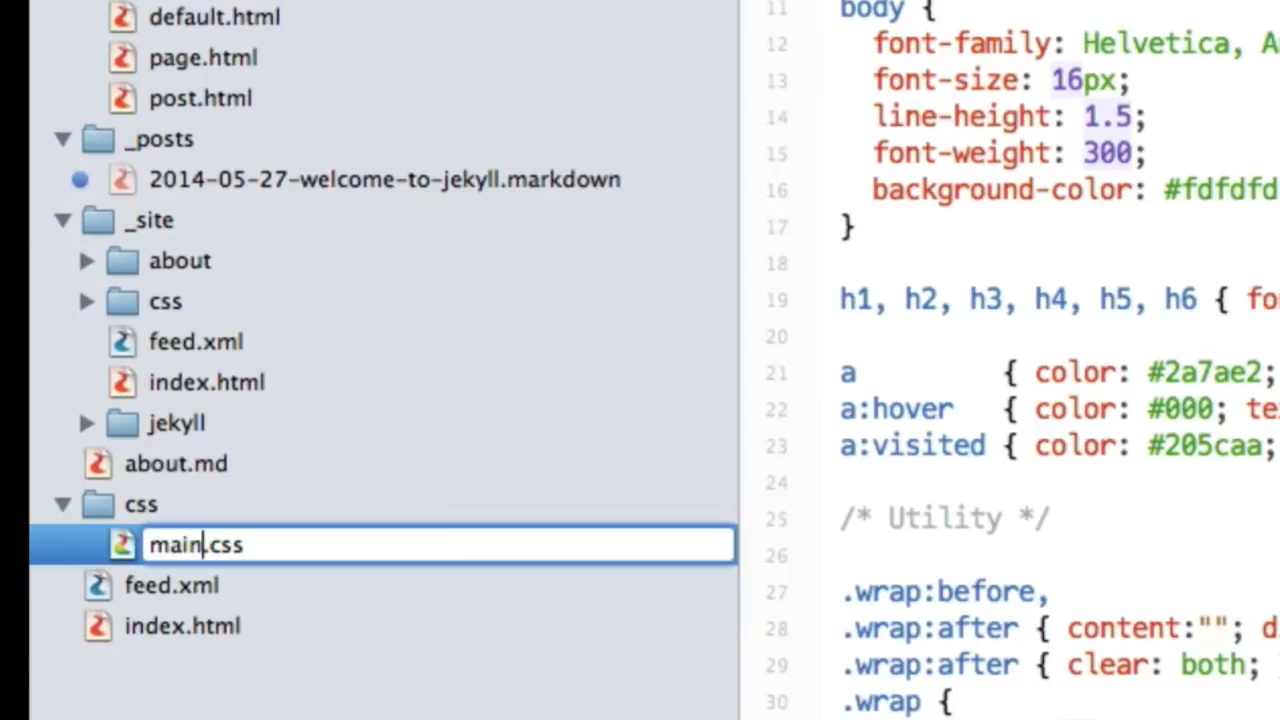 default.html
page.html
post.html
_posts
2014-05-27-welcome-to-jekyll.markdown
_site
about
css
feed.xml
index.html
jekyll
about.md
css
main.css
feed.xml
index.html
11 body {
12 font-family: Helvetica,
13 font-size: 16px;
14 line-height: 1.5;
15 font-weight: 300;
16 background-color: #fdfdfd
17 }
18
19 h1, h2, h3, h4, h5, h6 {
20
21 a { color: #2a7ae2;
22 a:hover { color: #000;
23 a:visited { color: #205caa;
24
25 /* Utility */
26
27 .wrap:before,
28 .wrap:after { content:"";
29 .wrap:after { clear: both;
30 .wrap {